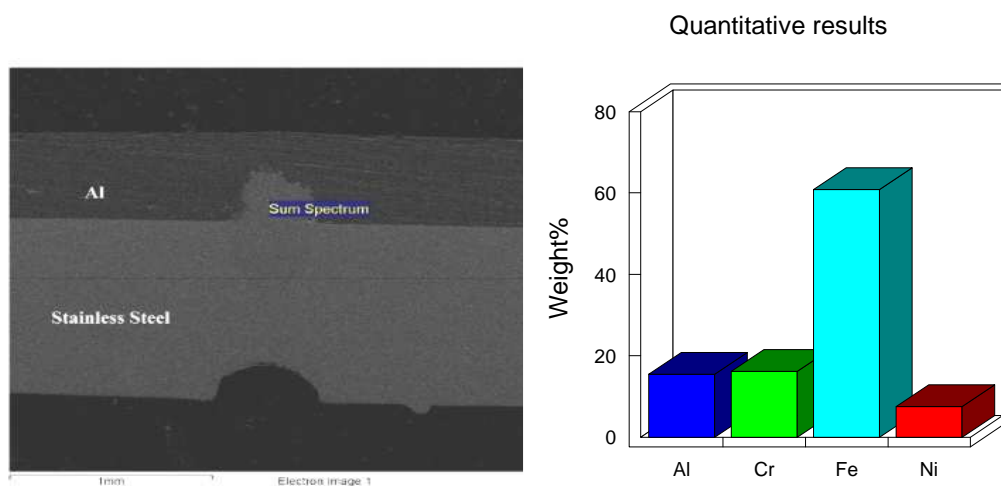 Quantitative results
Al
Sum Spectrum
Stainless Steel
1mm
Electron Image 1
Weight%
80
60
40
20
0
Al Cr Fe Ni